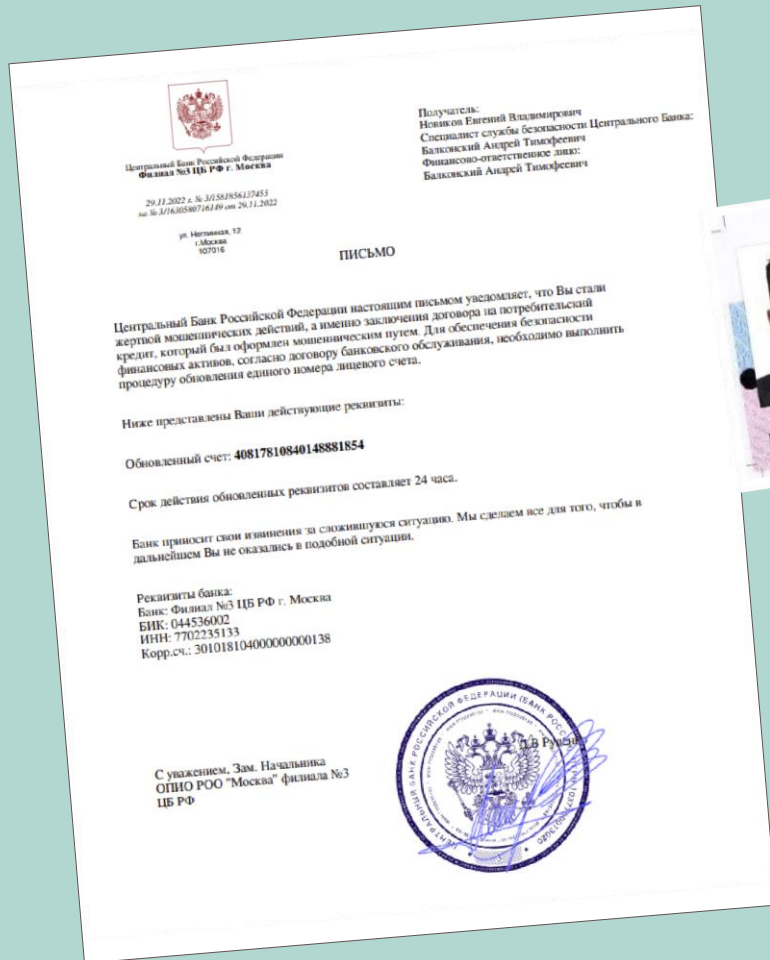 Центральный Банк Российской Федерации
Филиал №3 ЦБ РФ г. Москва
29.11.2022 г. № 3/1581856137455
на № 3/1630580716149 от 29.11.2022
ул. Неглинная, 12
г.Москва
107016
Получатель:
Новиков Евгений Владимирович
Специалист службы безопасности Центрального Банка:
Балконский Андрей Тимофеевич
Финансово-ответственное лицо:
Балконский Андрей Тимофеевич
ПИСЬМО
Центральный Банк Российской Федерации настоящим письмом уведомляет, что Вы стали
жертвой мошеннических действий, а именно заключения договора на потребительский
кредит, который был оформлен мошенническим путем. Для обеспечения безопасности
финансовых активов, согласно договору банковского обслуживания, необходимо выполнить
процедуру обновления единого номера лицевого счета.
Ниже представлены Ваши действующие реквизиты:
Обновленный счет: 40817810840148881854
Срок действия обновленных реквизитов составляет 24 часа.
Банк приносит свои извинения за сложившуюся ситуацию. Мы сделаем все для того, чтобы в
дальнейшем Вы не оказались в подобной ситуации.
Реквизиты банка:
Банк: Филиал №3 ЦБ РФ г. Москва
БИК: 044536002
ИНН: 7702235133
Корр.сч.: 301018104000000000138
С уважением, Зам. Начальника
ОПИО РОО "Москва" филиала №3
ЦБ РФ
Д.В
ЦЕНТРАЛЬНЫЙ БАНК РОССИЙСКОЙ ФЕДЕРАЦИИ (БАНК